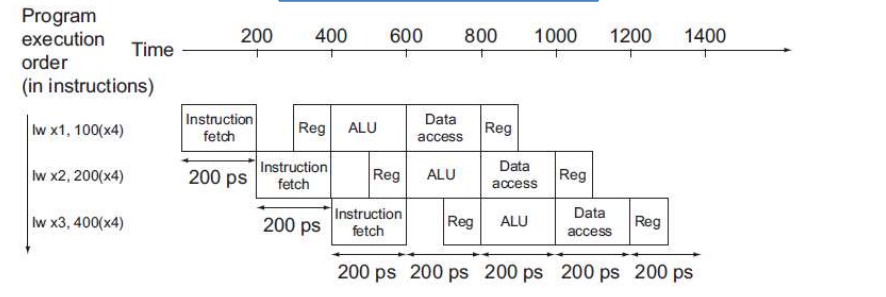 Program
execution
order
(in instructions)
Time
200 400 600 800 1000 1200 1400
lw x1, 100(x4)
Instruction
fetch
Reg
ALU
Data
access
Reg
lw x2, 200(x4)
200 ps
Instruction
fetch
Reg
ALU
Data
access
Reg
lw x3, 400(x4)
200 ps
Instruction
fetch
Reg
ALU
Data
access
Reg
200 ps 200 ps 200 ps 200 ps 200 ps